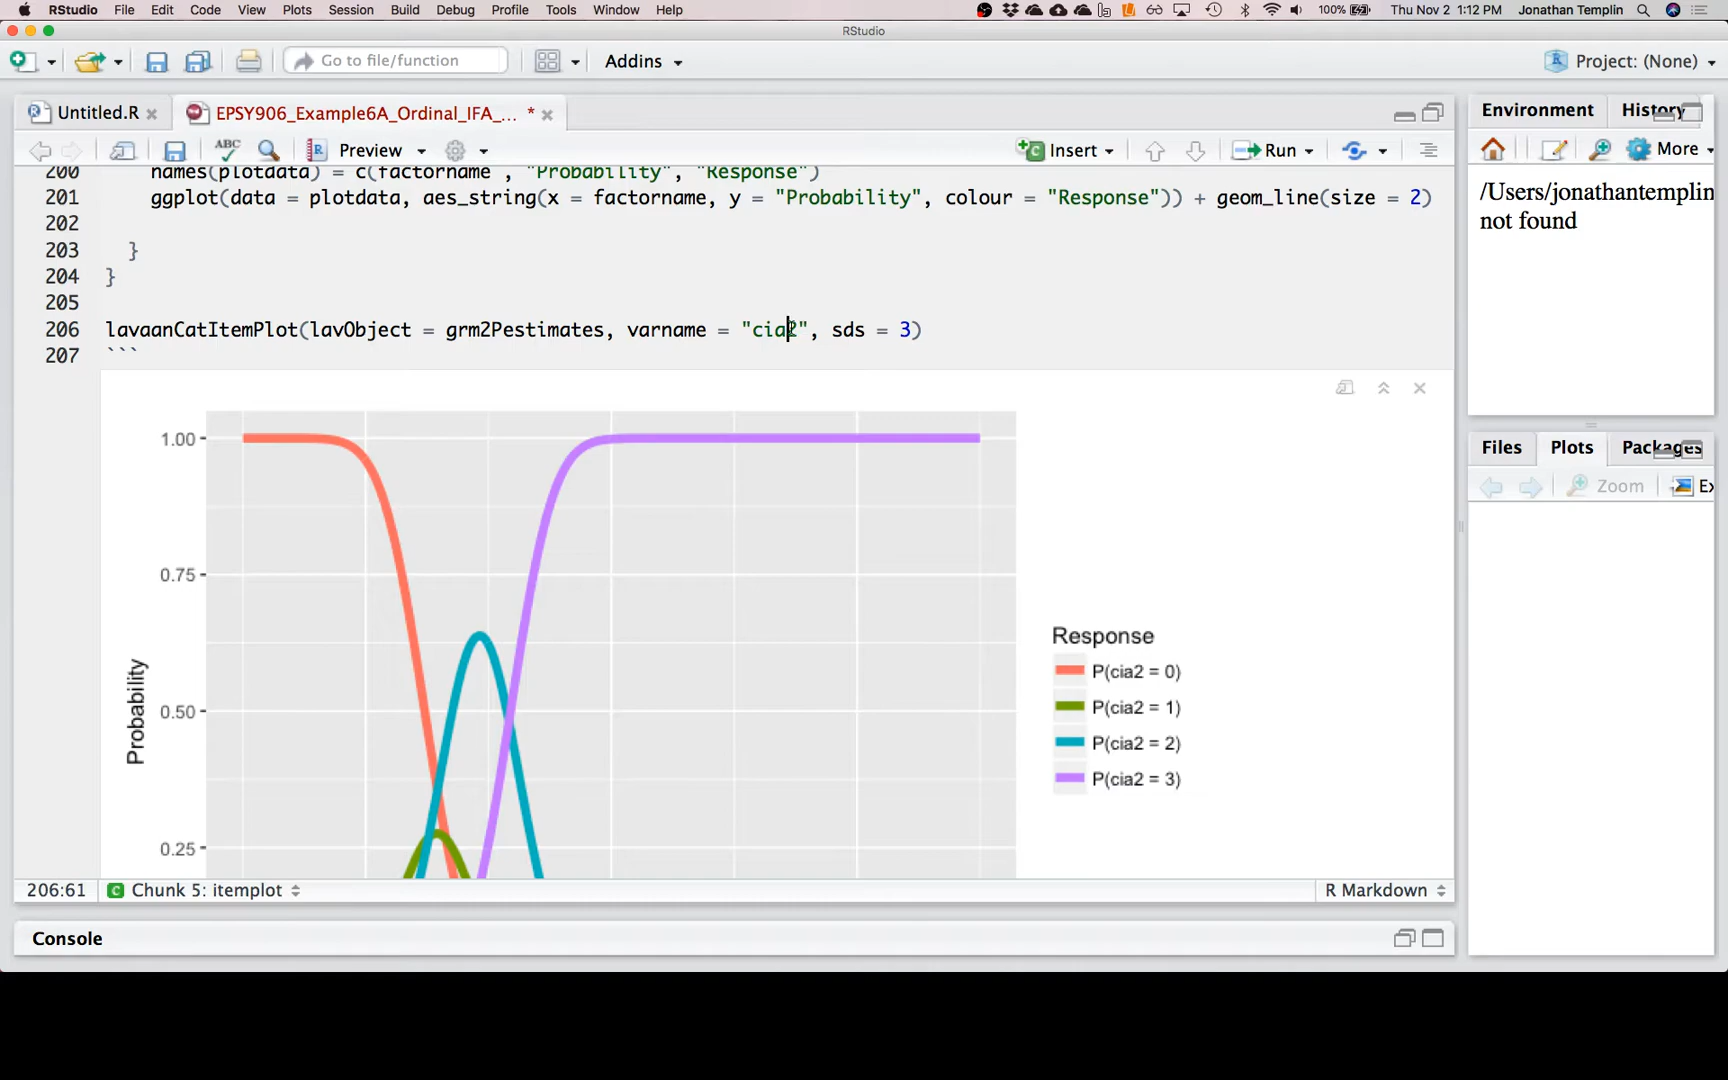 RStudio File Edit Code View Plots Session Build Debug Profile Tools Window Help 100% Thu Nov 2 1:12 PM Jonathan Templin
RStudio
Go to file/function Addins Project: (None)
Untitled.R EPSY906_Example6A_Ordinal_IFA_... *
ABC Preview Insert Run
200 names(plotdata) = c(factorname , "Probability", "Response")
201 ggplot(data = plotdata, aes_string(x = factorname, y = "Probability", colour = "Response")) + geom_line(size = 2)
202
203 }
204 }
205
206 lavaanCatItemPlot(lavObject = grm2Pestimates, varname = "cia2", sds = 3)
207 ```
1.00
0.75
0.50
0.25
Probability
Response
P(cia2 = 0)
P(cia2 = 1)
P(cia2 = 2)
P(cia2 = 3)
206:61 Chunk 5: itemplot R Markdown
Console
Environment History
More
/Users/jonathantemplin
not found
Files Plots Packages
Zoom Ex